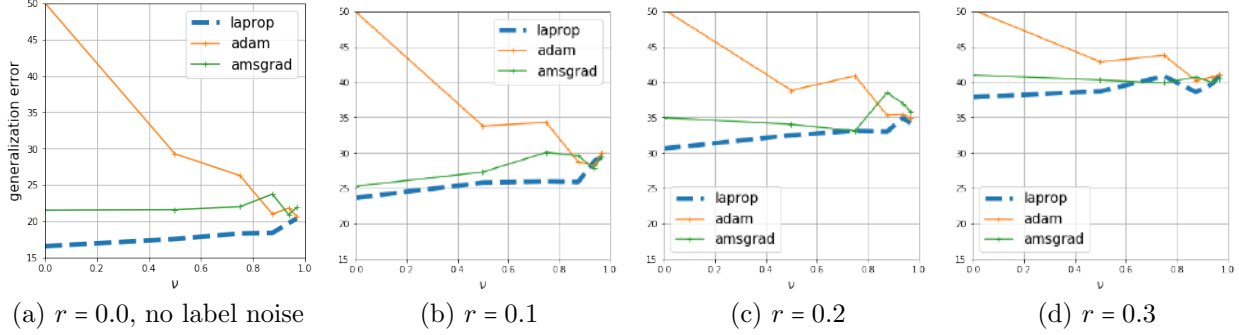 generalization error
50
45
40
35
30
25
20
15
0.0
0.2
0.4
0.6
0.8
1.0
ν
laprop
adam
amsgrad
(a) r = 0.0, no label noise
50
45
40
35
30
25
20
15
0.0
0.2
0.4
0.6
0.8
1.0
ν
laprop
adam
amsgrad
(b) r = 0.1
50
45
40
35
30
25
20
15
0.0
0.2
0.4
0.6
0.8
1.0
ν
laprop
adam
amsgrad
(c) r = 0.2
50
45
40
35
30
25
20
15
0.0
0.2
0.4
0.6
0.8
1.0
ν
laprop
adam
amsgrad
(d) r = 0.3